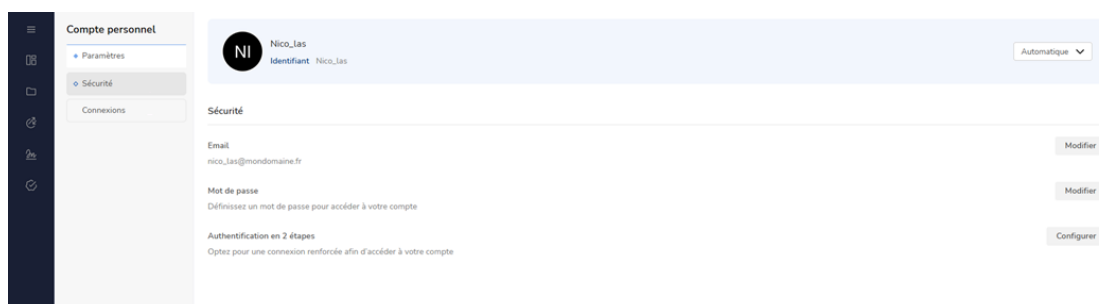 Compte personnel
Paramètres
Sécurité
Connexions
NI
Nico_las
Identifiant Nico_las
Automatique
Sécurité
Email
nico_las@mondomaine.fr
Modifier
Mot de passe
Définissez un mot de passe pour accéder à votre compte
Modifier
Authentification en 2 étapes
Optez pour une connexion renforcée afin d'accéder à votre compte
Configurer